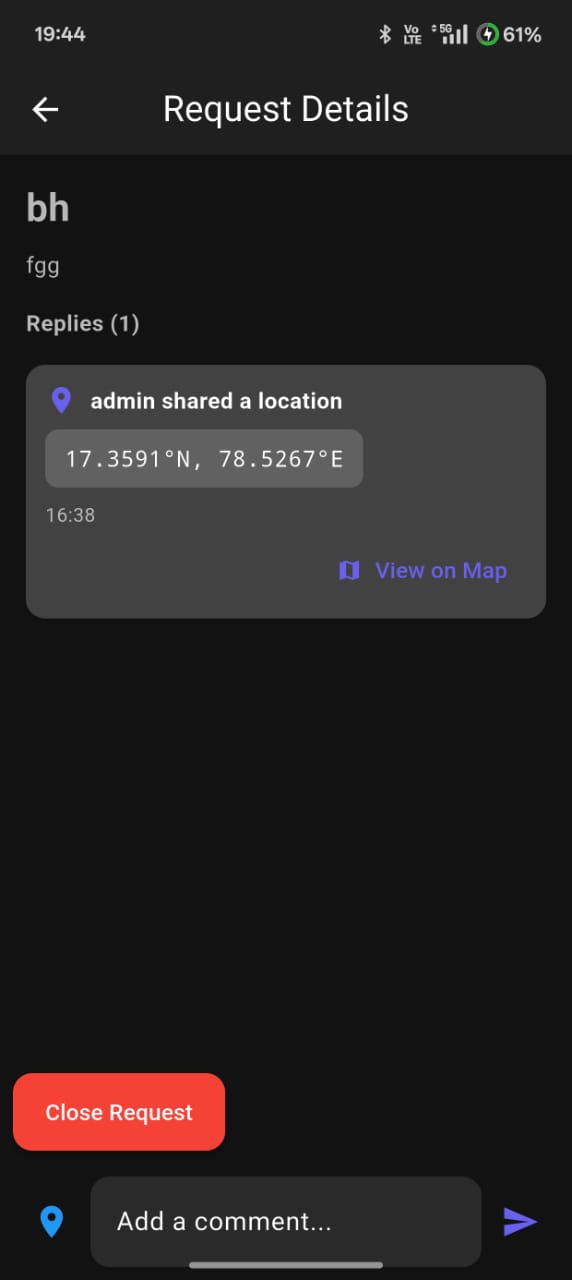 19:44
Vo
LTE
5G
61%
Request Details
bh
fgg
Replies (1)
admin shared a location
17.3591°N, 78.5267°E
16:38
View on Map
Close Request
Add a comment...